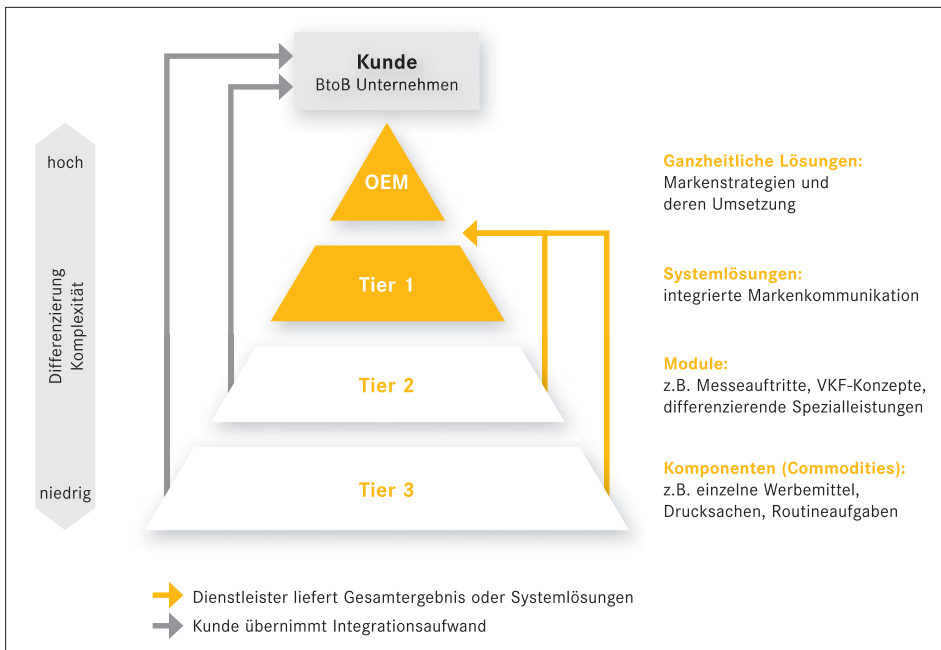 Kunde
BtoB Unternehmen
hoch
Differenzierung
Komplexität
niedrig
OEM
Tier 1
Tier 2
Tier 3
Ganzheitliche Lösungen:
Markenstrategien und
deren Umsetzung
Systemlösungen:
integrierte Markenkommunikation
Module:
z.B. Messeauftritte, VKF-Konzepte,
differenzierende Spezialleistungen
Komponenten (Commodities):
z.B. einzelne Werbemittel,
Drucksachen, Routineaufgaben
Dienstleister liefert Gesamtergebnis oder Systemlösungen
Kunde übernimmt Integrationsaufwand